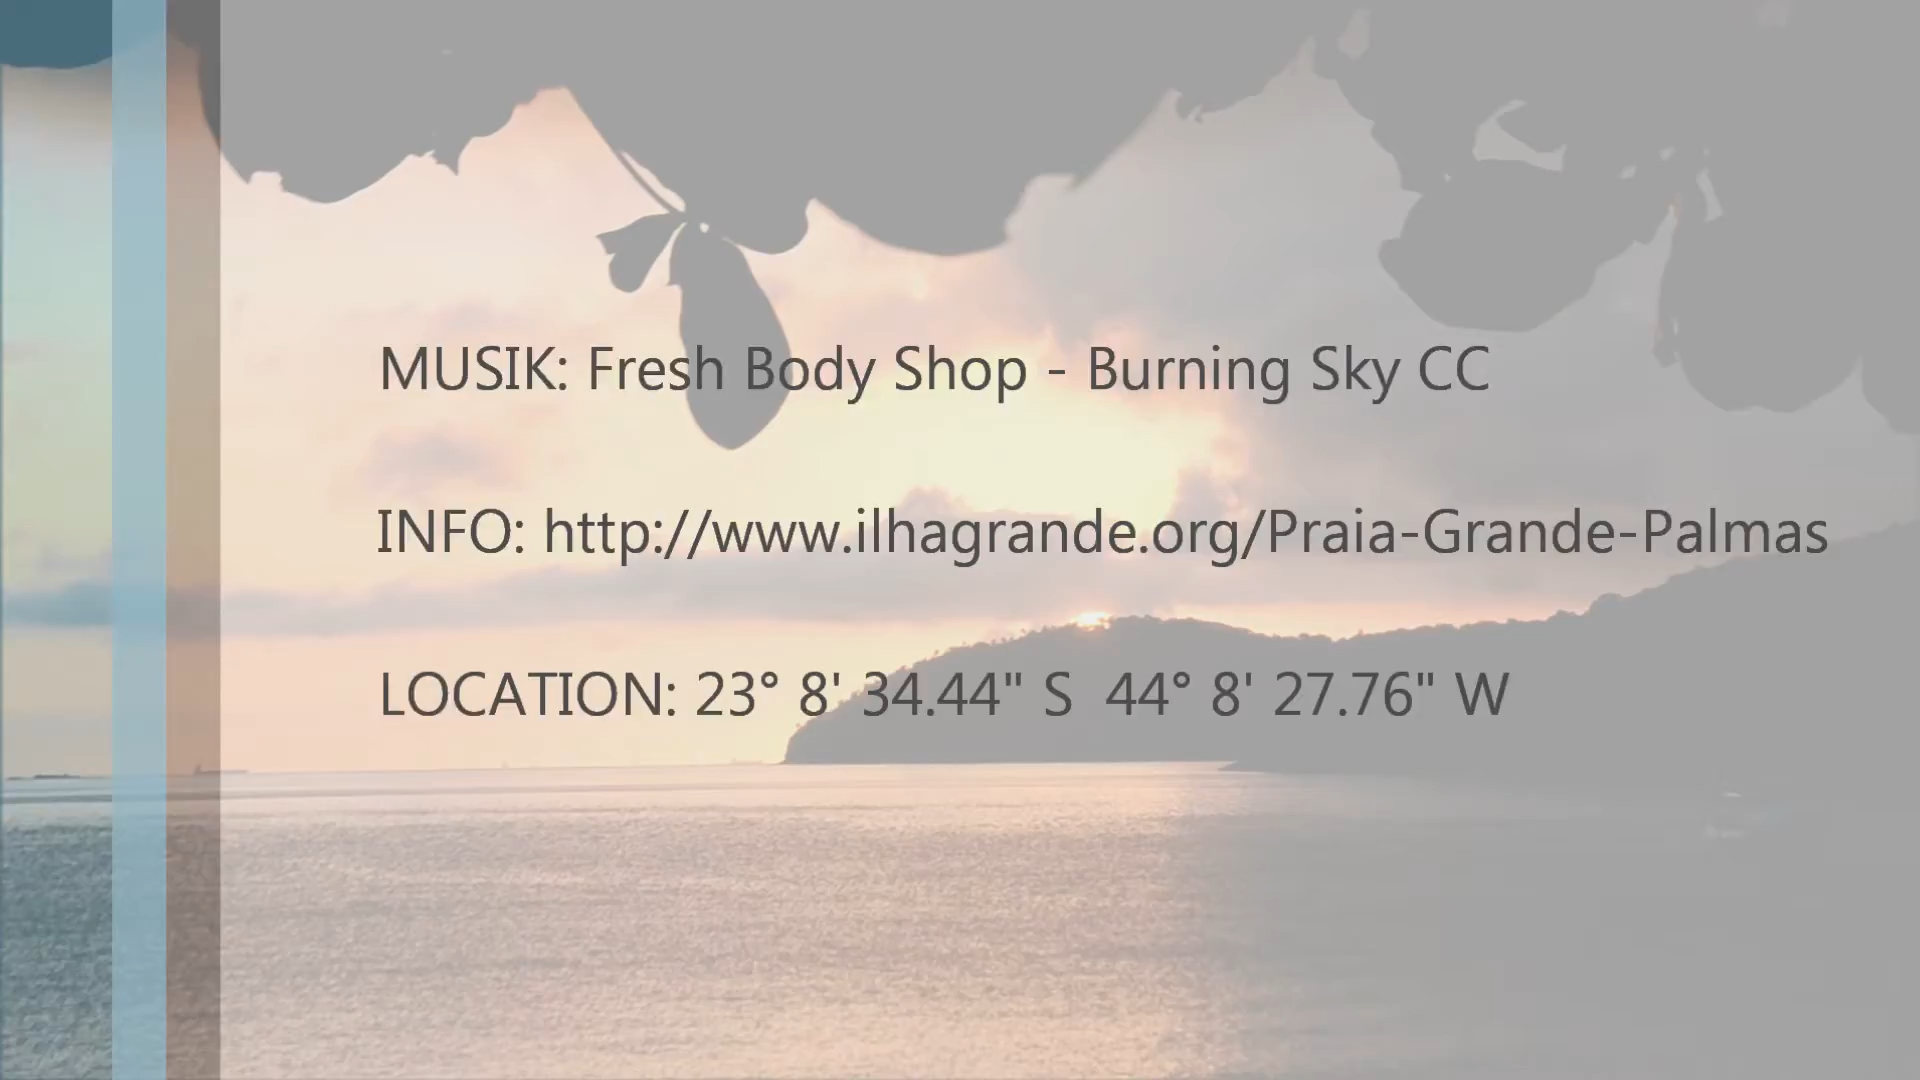 MUSIK: Fresh Body Shop - Burning Sky CC
INFO: http://www.ilhagrande.org/Praia-Grande-Palmas
LOCATION: 23° 8' 34.44" S  44° 8' 27.76" W